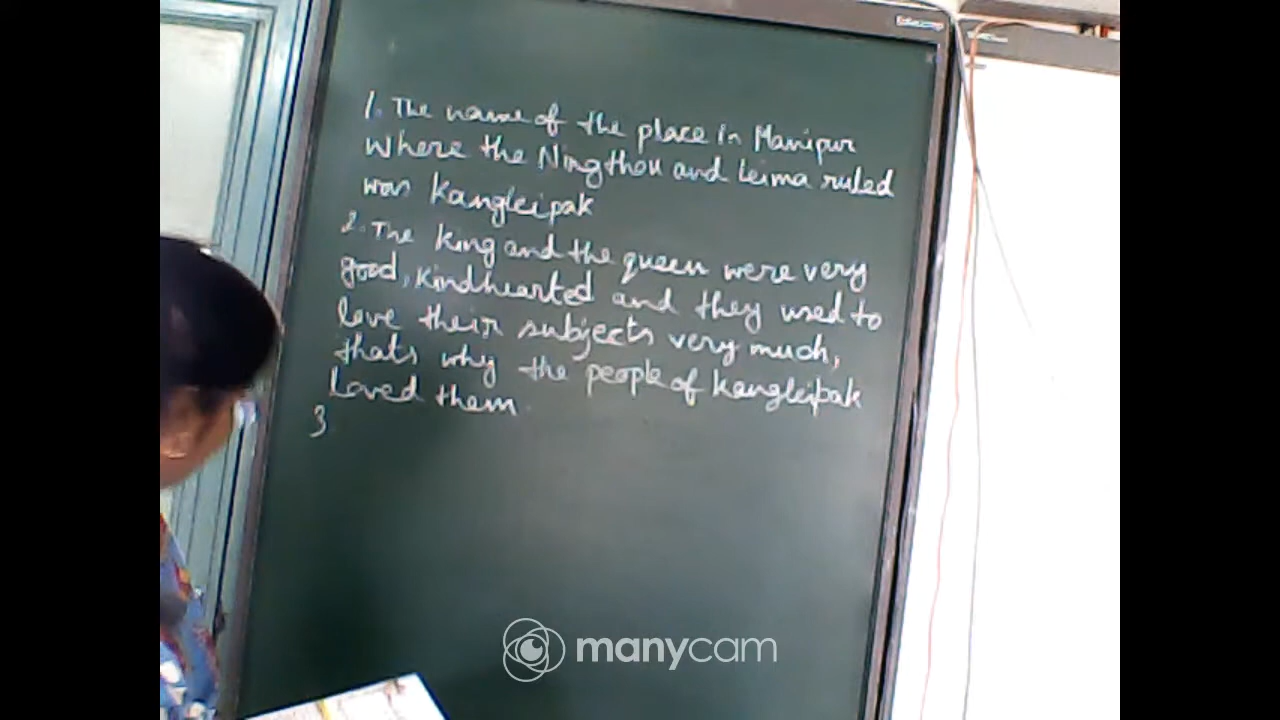 1. The name of the place in Manipur
Where the Ningthou and Leima ruled
was Kangleipak
2. The King and the queen were very
good, Kindhearted and they used to
love their subjects very much,
thats why the people of Kangleipak
Loved them.
3
manycam